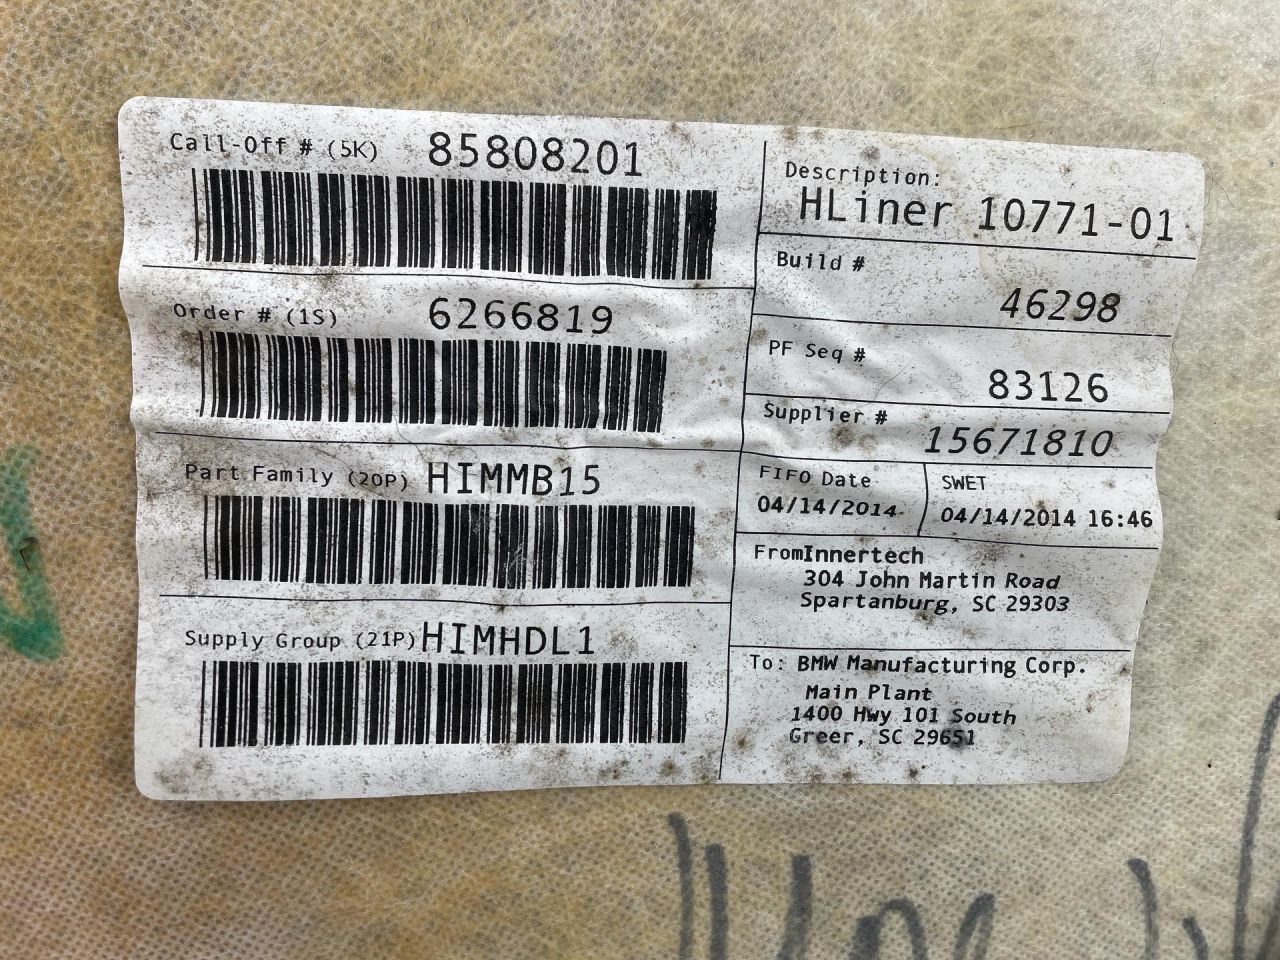 Call-Off # (5K) 85808201
Order # (1S) 6266819
Part Family (20P) HIMMB15
Supply Group (21P) HIMHDL1
Description:
HLiner 10771-01
Build #
46298
PF Seq #
83126
Supplier #
15671810
FIFO Date
04/14/2014
SWET
04/14/2014 16:46
From Innertech
304 John Martin Road
Spartanburg, SC 29303
To: BMW Manufacturing Corp.
Main Plant
1400 Hwy 101 South
Greer, SC 29651